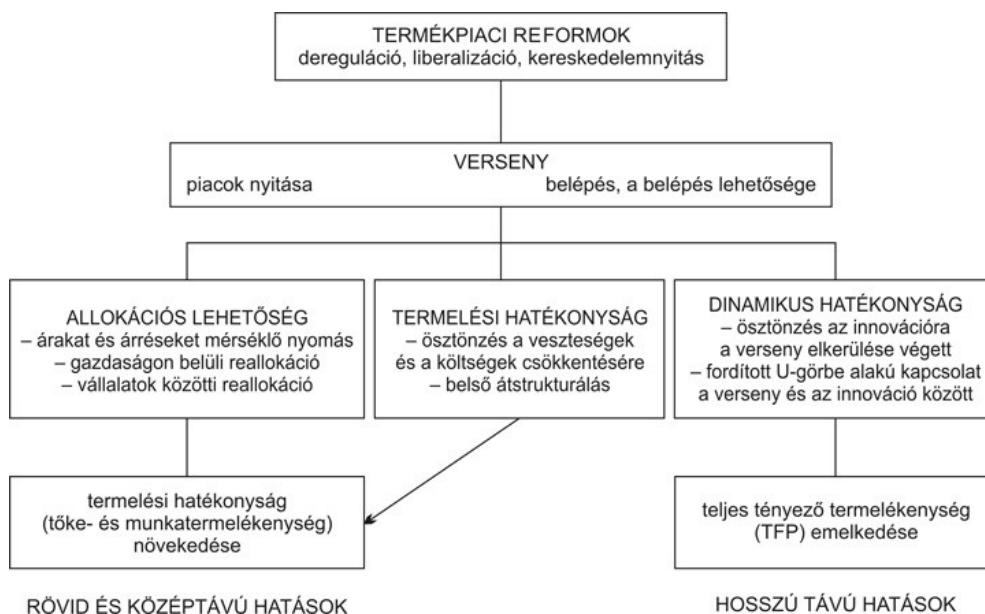 TERMÉKPIACI REFORMOK
dereguláció, liberalizáció, kereskedelemnyitás
VERSENY
piacok nyitása
belépés, a belépés lehetősége
ALLOKÁCIÓS LEHETŐSÉG
– árakat és árréseket mérséklő nyomás
– gazdaságon belüli reallokáció
– vállalatok közötti reallokáció
TERMELÉSI HATÉKONYSÁG
– ösztönzés a veszteségek
és a költségek csökkentésére
– belső átstrukturálás
DINAMIKUS HATÉKONYSÁG
– ösztönzés az innovációra
a verseny elkerülése végett
– fordított U-görbe alakú kapcsolat
a verseny és az innováció között
termelési hatékonyság
(tőke- és munkatermelékenység)
növekedése
teljes tényező termelékenység
(TFP) emelkedése
RÖVID ÉS KÖZÉPTÁVÚ HATÁSOK
HOSSZÚ TÁVÚ HATÁSOK